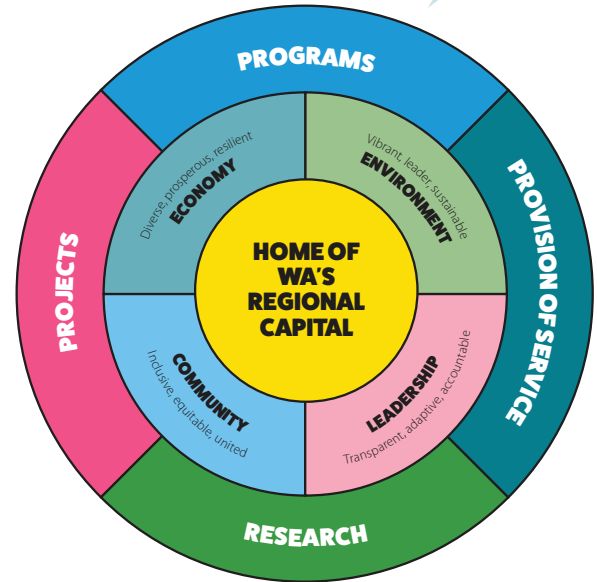 PROGRAMS
Diverse, prosperous, resilient
ECONOMY
Vibrant, leader, sustainable
ENVIRONMENT
PROJECTS
HOME OF
WA'S
REGIONAL
CAPITAL
PROVISION OF SERVICE
COMMUNITY
Inclusive, equitable, united
LEADERSHIP
Transparent, adaptive, accountable
RESEARCH